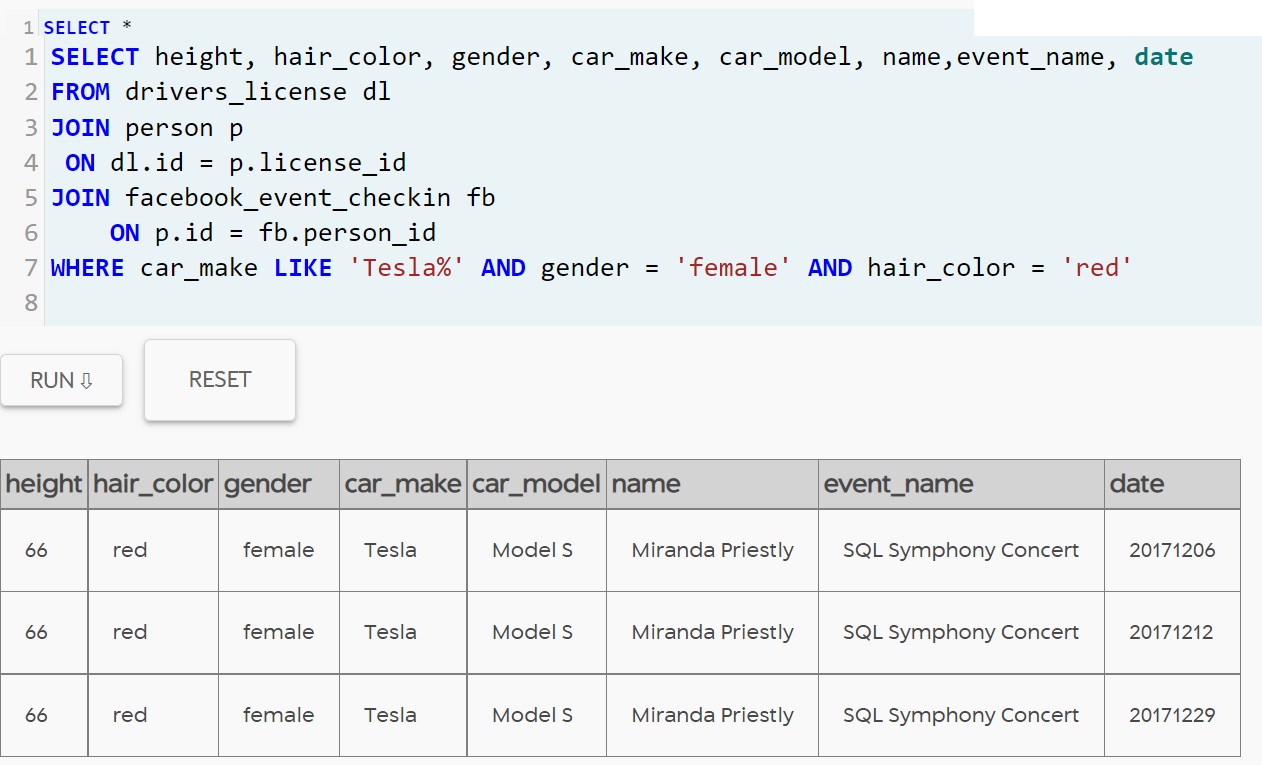 1 SELECT *
1 SELECT height, hair_color, gender, car_make, car_model, name,event_name, date
2 FROM drivers_license dl
3 JOIN person p
4 ON dl.id = p.license_id
5 JOIN facebook_event_checkin fb
6 ON p.id = fb.person_id
7 WHERE car_make LIKE 'Tesla%' AND gender = 'female' AND hair_color = 'red'
8
RUN ⇩ RESET
height hair_color gender car_make car_model name event_name date
66 red female Tesla Model S Miranda Priestly SQL Symphony Concert 20171206
66 red female Tesla Model S Miranda Priestly SQL Symphony Concert 20171212
66 red female Tesla Model S Miranda Priestly SQL Symphony Concert 20171229